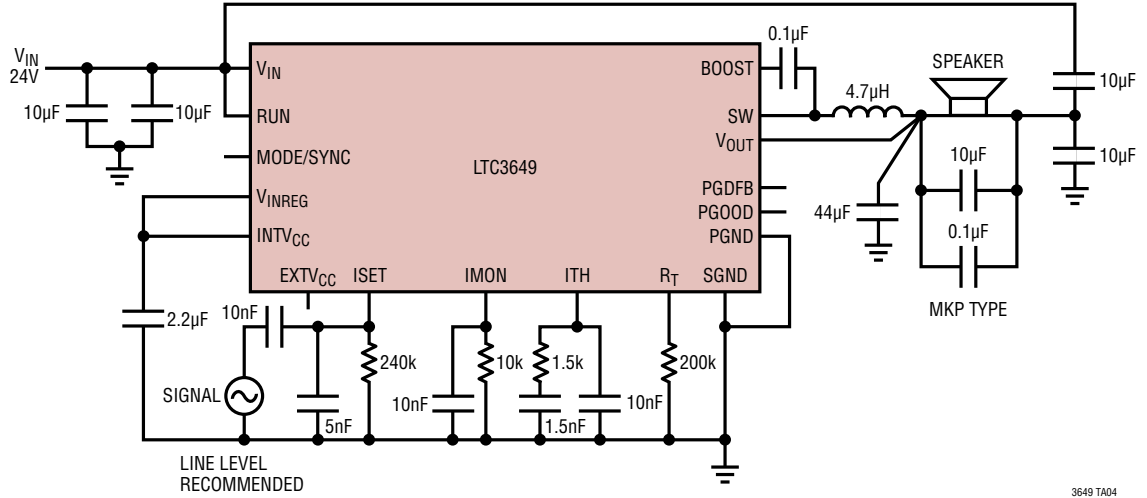 VIN
24V
10µF
10µF
VIN
RUN
MODE/SYNC
VINREG
INTVCC
EXTVCC
ISET
IMON
ITH
RT
SGND
LTC3649
BOOST
SW
VOUT
PGDFB
PGOOD
PGND
0.1µF
4.7µH
SPEAKER
10µF
10µF
44µF
10µF
0.1µF
MKP TYPE
2.2µF
10nF
SIGNAL
5nF
240k
10nF
10k
1.5k
1.5nF
10nF
200k
LINE LEVEL
RECOMMENDED
3649 TA04